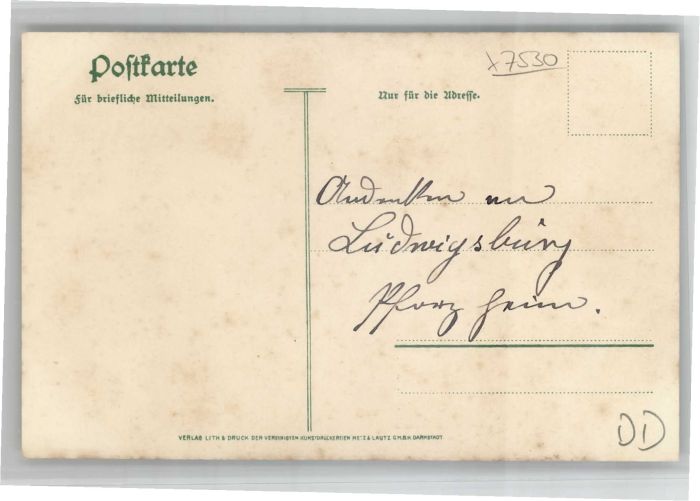 Postkarte
x7530
Für briefliche Mitteilungen.
Nur für die Adresse.
Andenken an
Ludwigsburg
Pforzheim.
DD
VERLAG LITH & DRUCK DER VEREINIGTEN KUNSTDRUCKEREIEN METZ & LAUTZ G.M.B.H. DARMSTADT